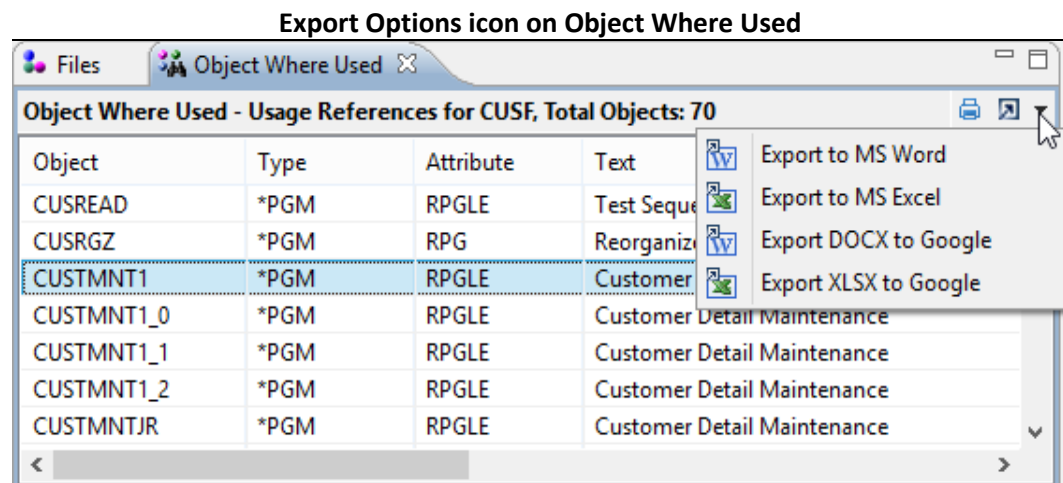 Export Options icon on Object Where Used
Files Object Where Used
Object Where Used - Usage References for CUSF, Total Objects: 70
Object Type Attribute Text
Export to MS Word
CUSREAD *PGM RPGLE Test Seque
Export to MS Excel
CUSRGZ *PGM RPG Reorganiz
Export DOCX to Google
CUSTMNT1 *PGM RPGLE Customer
Export XLSX to Google
CUSTMNT1_0 *PGM RPGLE Customer Detail Maintenance
CUSTMNT1_1 *PGM RPGLE Customer Detail Maintenance
CUSTMNT1_2 *PGM RPGLE Customer Detail Maintenance
CUSTMNTJR *PGM RPGLE Customer Detail Maintenance